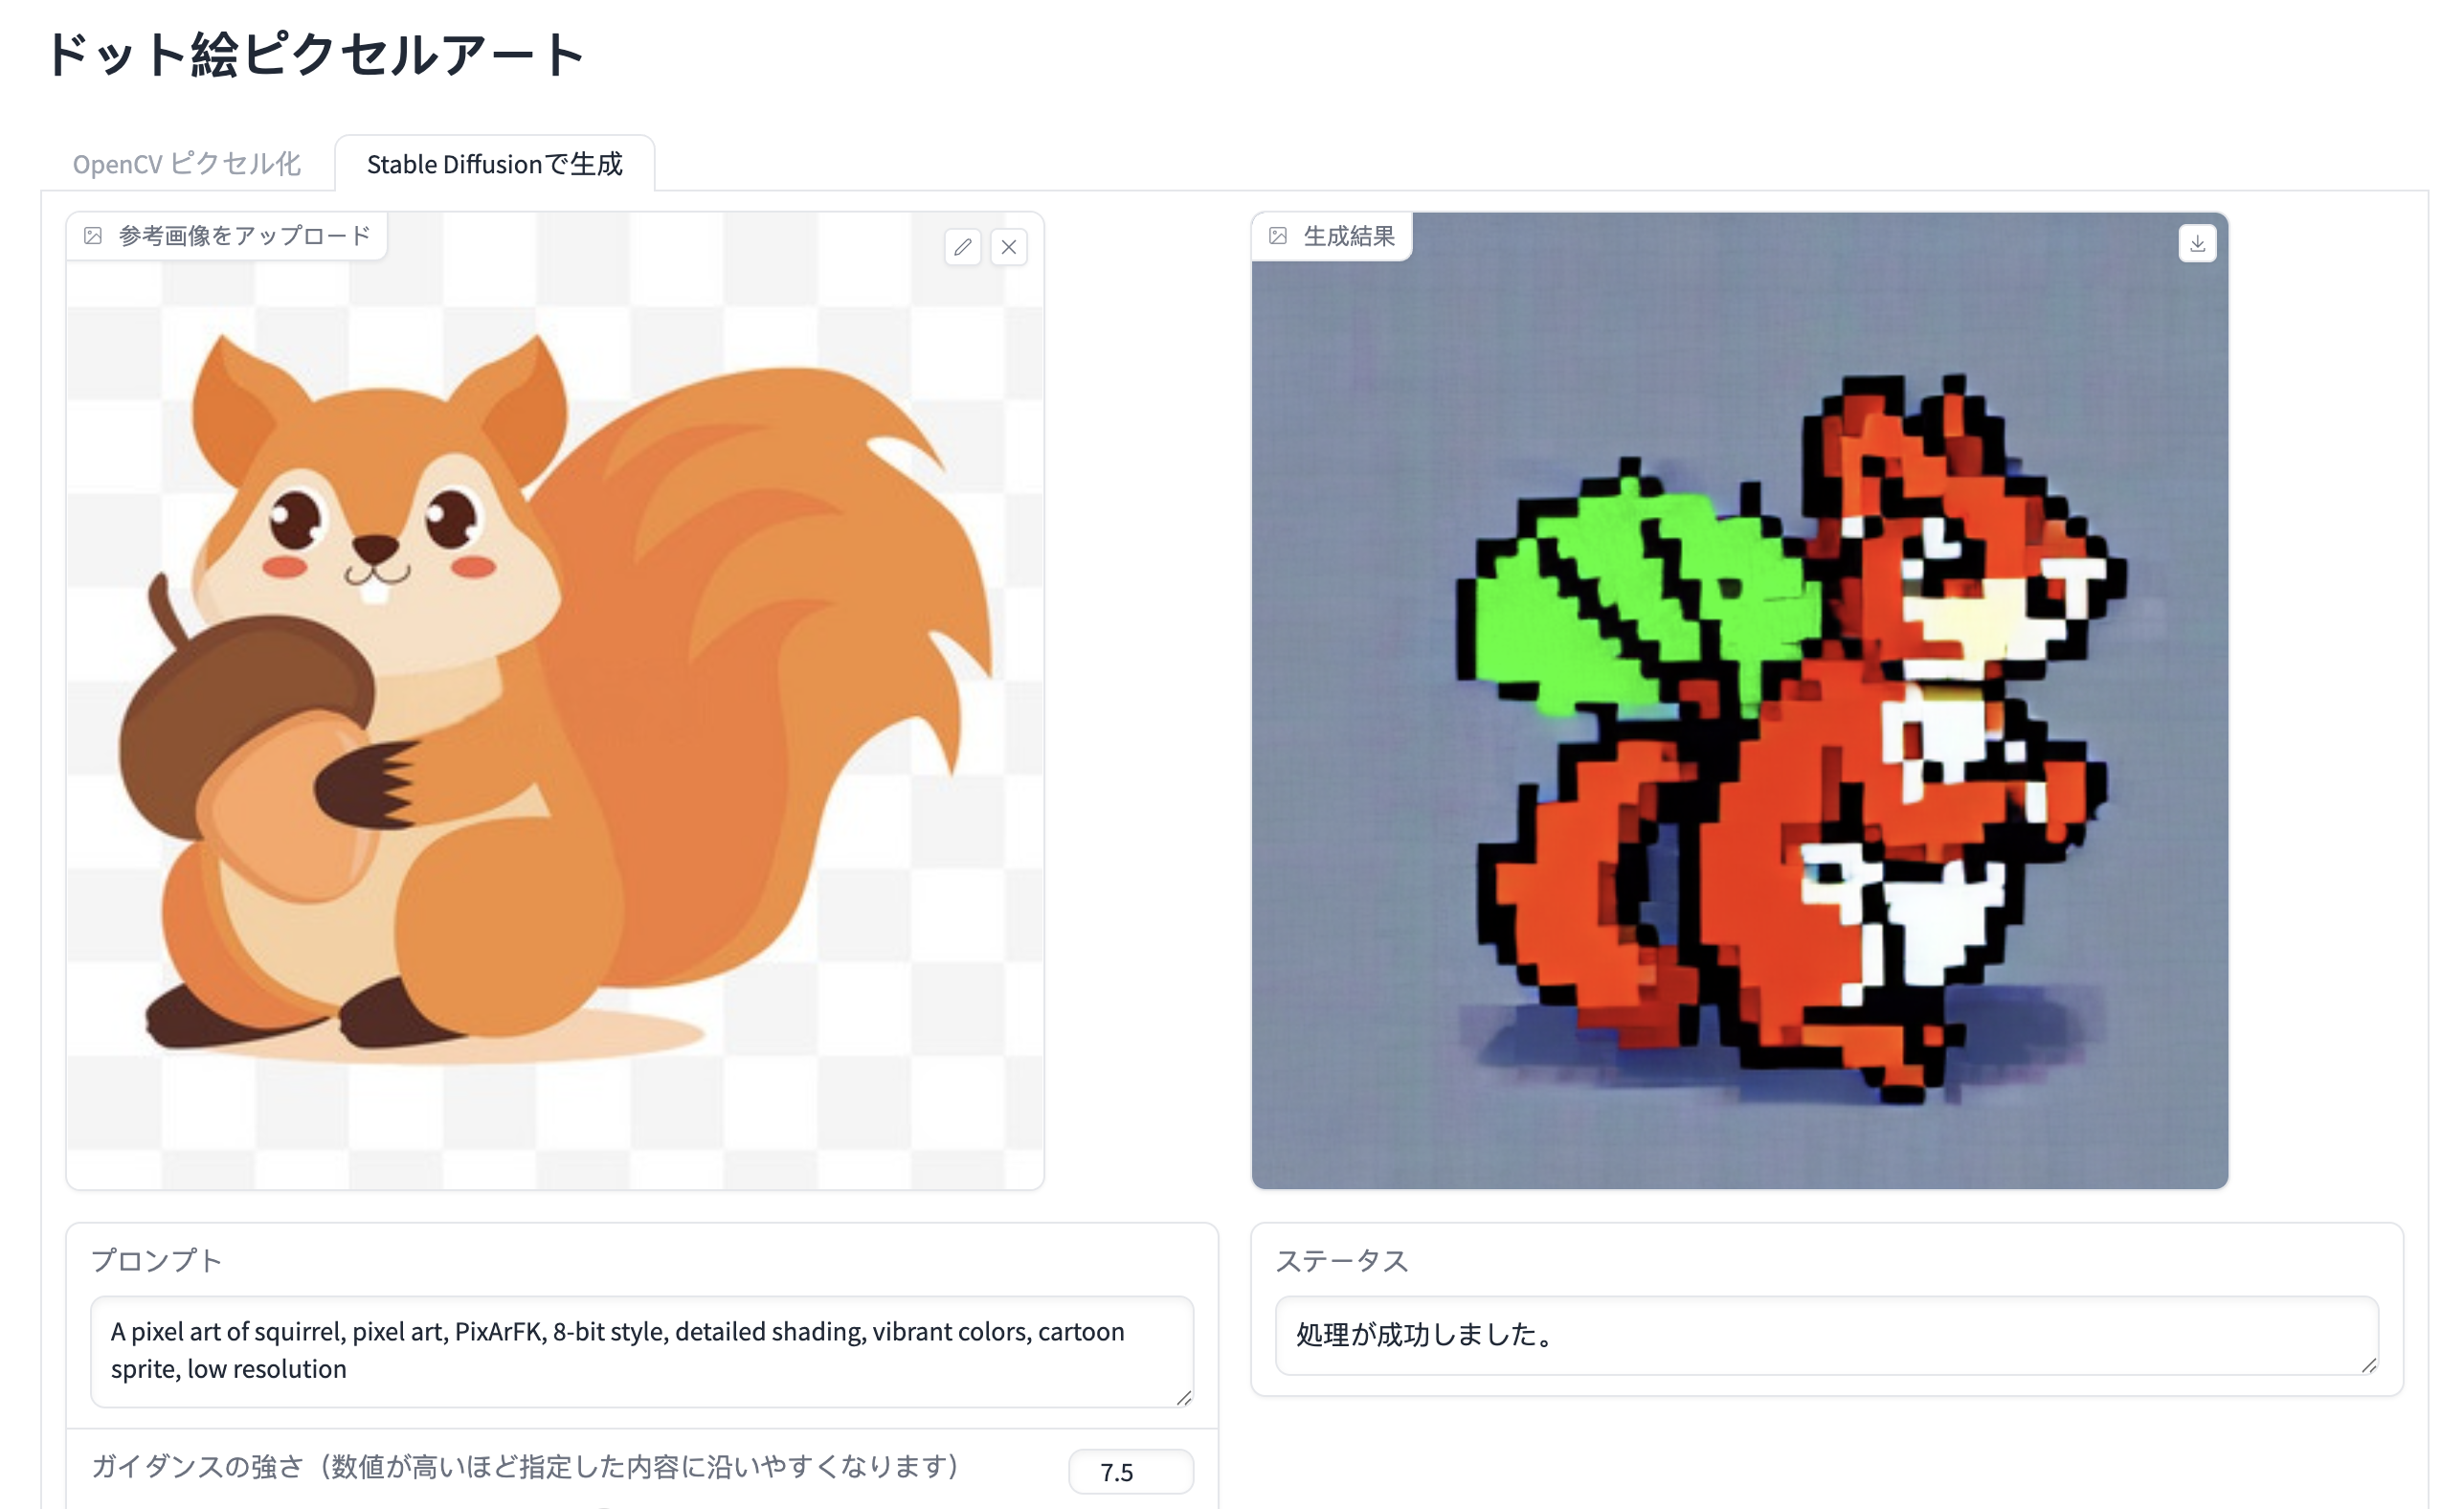 ドット絵ピクセルアート
OpenCV ピクセル化
Stable Diffusionで生成
参考画像をアップロード
生成結果
プロンプト
A pixel art of squirrel, pixel art, PixArFK, 8-bit style, detailed shading, vibrant colors, cartoon
sprite, low resolution
ステータス
処理が成功しました。
ガイダンスの強さ（数値が高いほど指定した内容に沿いやすくなります）
7.5